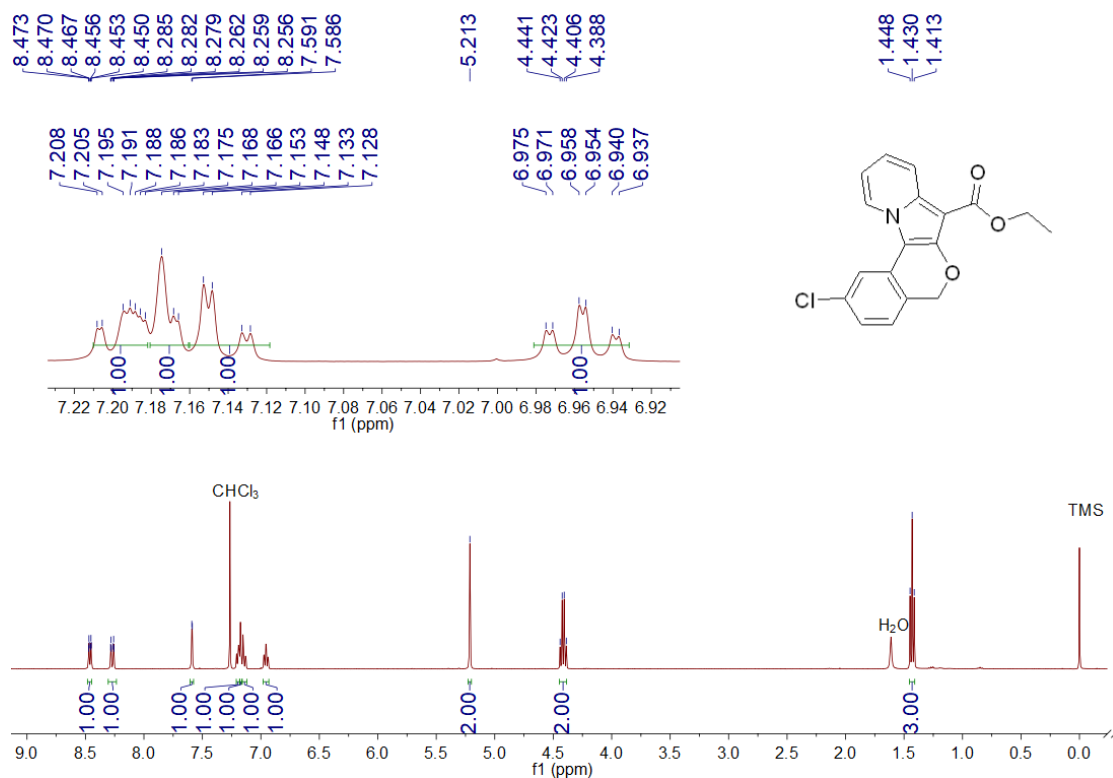 8.473 8.470 8.467 8.456 8.453 8.450 8.285 8.282 8.279 8.262 8.259 8.256 7.591 7.586 5.213 4.441 4.423 4.406 4.388 1.448 1.430 1.413
7.208 7.205 7.195 7.191 7.188 7.186 7.183 7.175 7.168 7.166 7.153 7.148 7.133 7.128 6.975 6.971 6.958 6.954 6.940 6.937
O
N
O
O
Cl
1.00 1.00 1.00 1.00
7.22 7.20 7.18 7.16 7.14 7.12 7.10 7.08 7.06 7.04 7.02 7.00 6.98 6.96 6.94 6.92
f1 (ppm)
CHCl3
TMS
H2O
1.00 1.00 1.00 1.00 1.00 1.00 1.00 2.00 2.00 3.00
9.0 8.5 8.0 7.5 7.0 6.5 6.0 5.5 5.0 4.5 4.0 3.5 3.0 2.5 2.0 1.5 1.0 0.5 0.0
f1 (ppm)